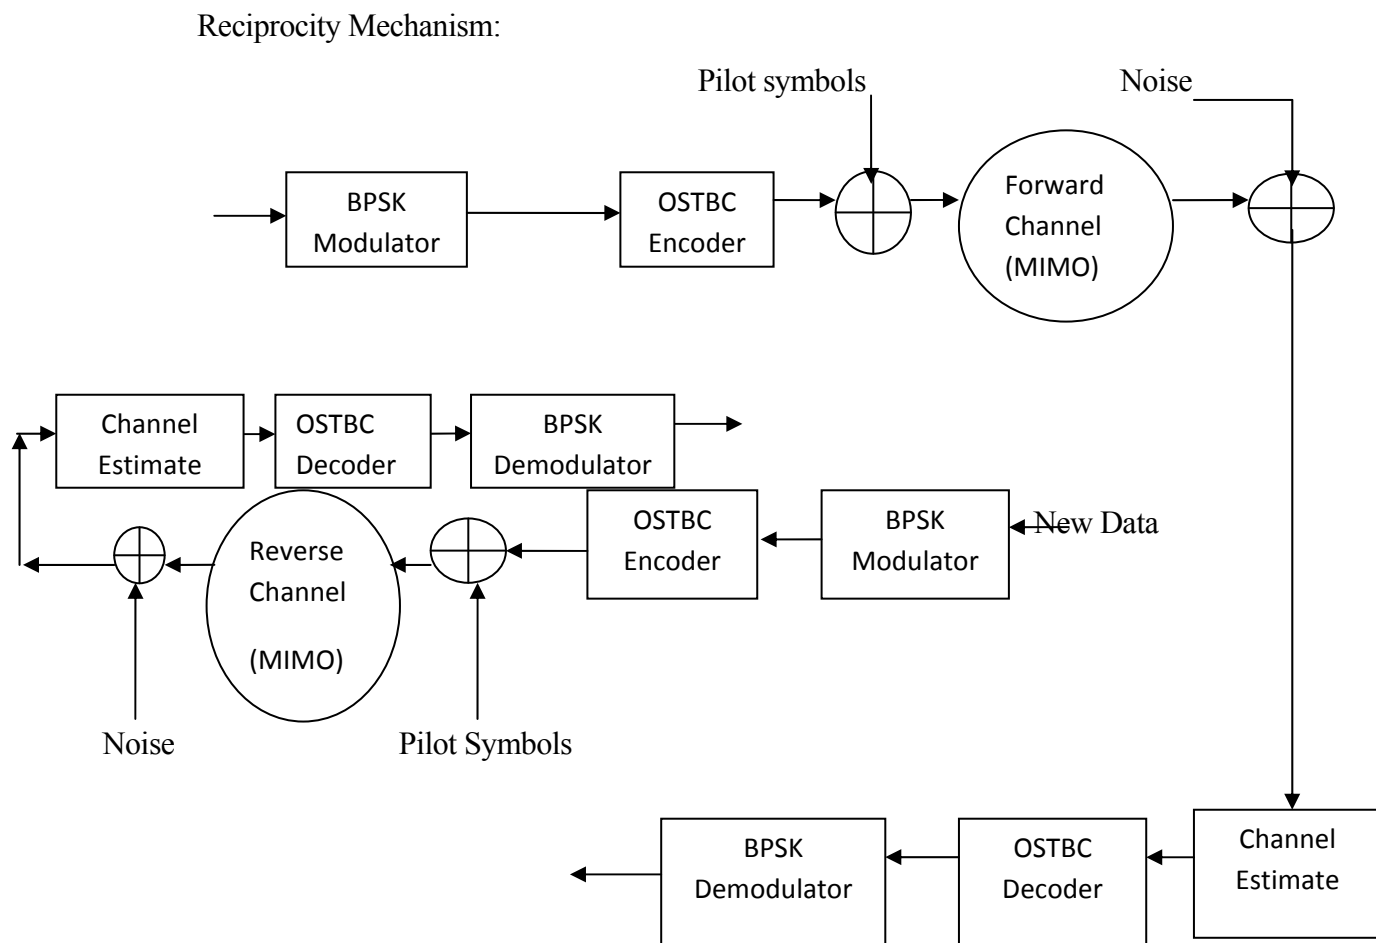 Reciprocity Mechanism:
Pilot symbols
Noise
BPSK
Modulator
OSTBC
Encoder
Forward
Channel
(MIMO)
Channel
Estimate
OSTBC
Decoder
BPSK
Demodulator
Reverse
Channel
(MIMO)
OSTBC
Encoder
BPSK
Modulator
New Data
Noise
Pilot Symbols
BPSK
Demodulator
OSTBC
Decoder
Channel
Estimate